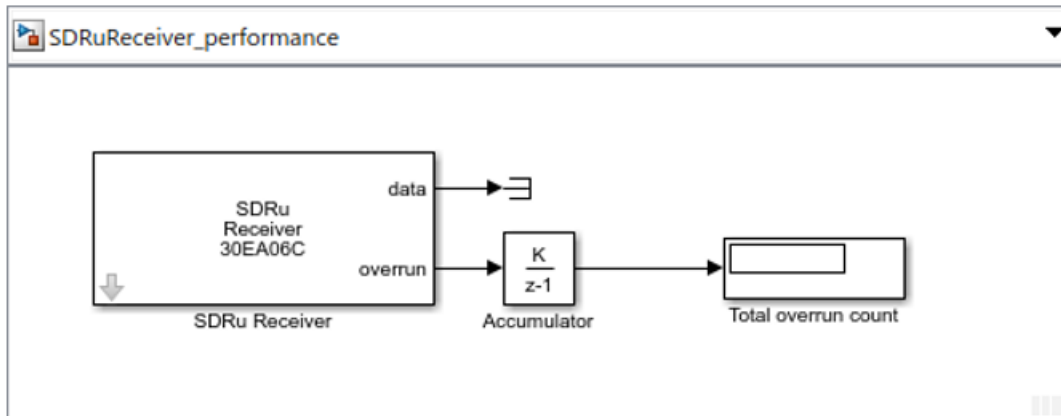 SDRuReceiver_performance
SDRu
Receiver
30EA06C
data
overrun
SDRu Receiver
K
z-1
Accumulator
Total overrun count